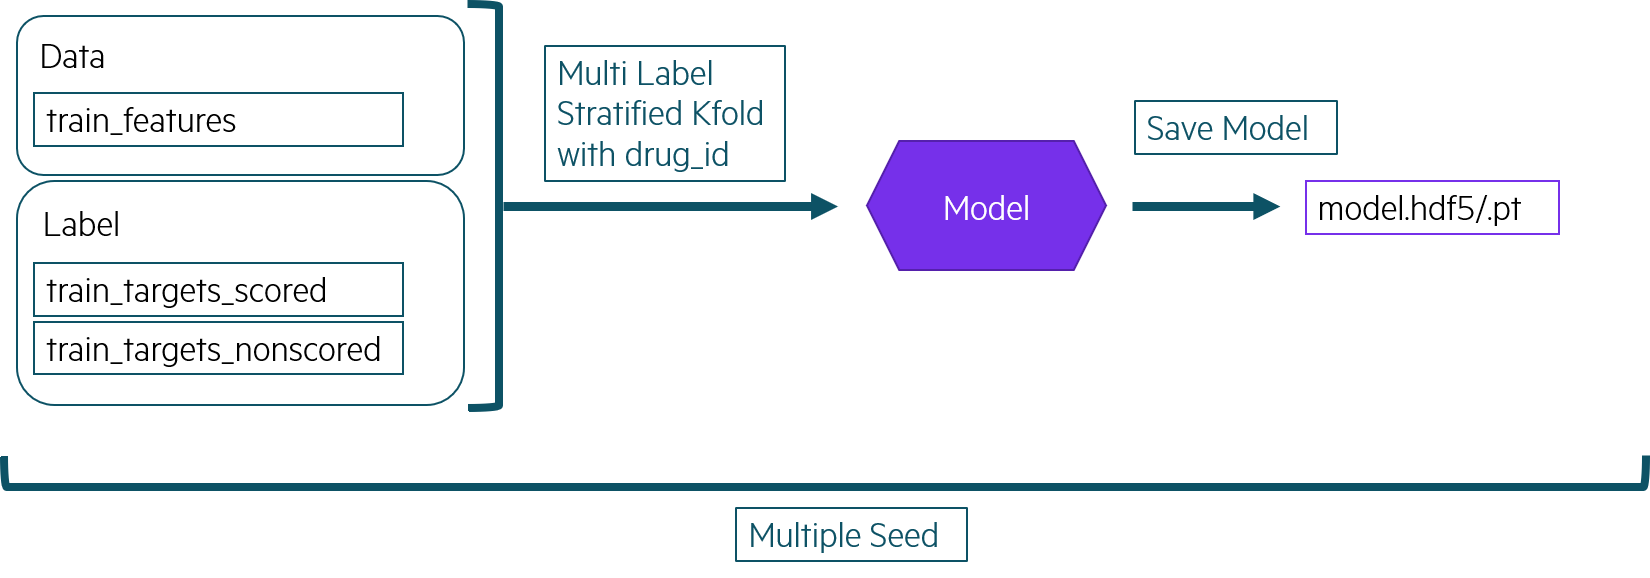 Data
train_features
Label
train_targets_scored
train_targets_nonscored
Multi Label
Stratified Kfold
with drug_id
Model
Save Model
model.hdf5/.pt
Multiple Seed